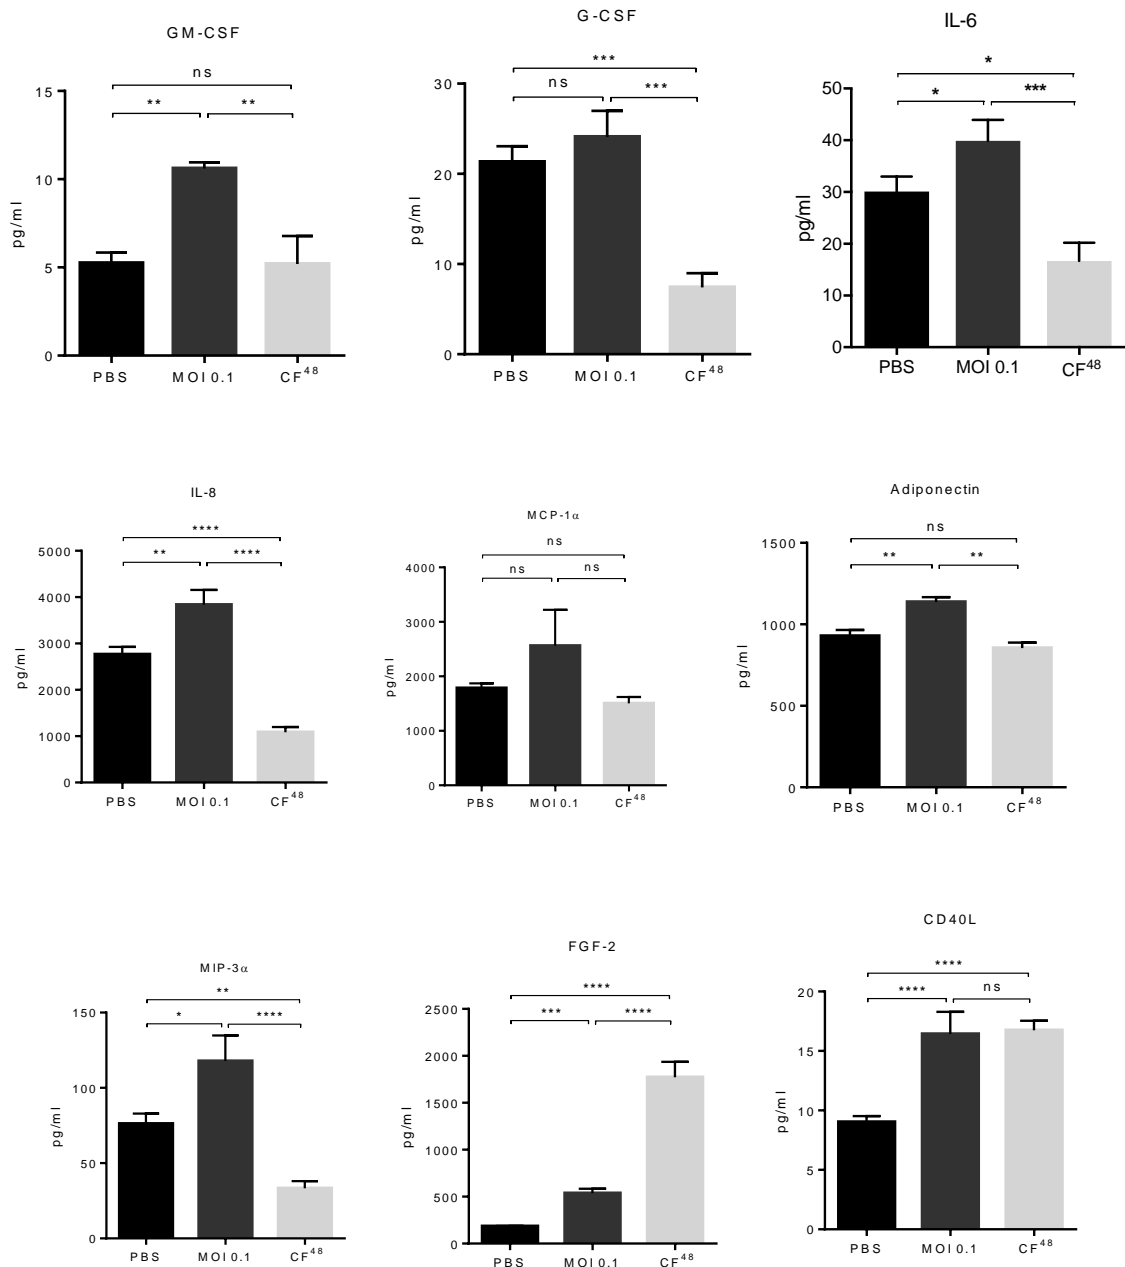 GM-CSF
ns
** **
15
10
5
0
pg/ml
PBS MOI 0.1 CF48
G-CSF
***
ns ***
30
20
10
0
pg/ml
PBS MOI 0.1 CF48
IL-6
*
* ***
50
40
30
20
10
0
pg/ml
PBS MOI 0.1 CF48
IL-8
****
** ****
5000
4000
3000
2000
1000
0
pg/ml
PBS MOI 0.1 CF48
MCP-1α
ns
ns ns
4000
3000
2000
1000
0
pg/ml
PBS MOI 0.1 CF48
Adiponectin
ns
** **
1500
1000
500
0
pg/ml
PBS MOI 0.1 CF48
MIP-3α
**
* ****
150
100
50
0
pg/ml
PBS MOI 0.1 CF48
FGF-2
****
*** ****
2500
2000
1500
1000
500
0
pg/ml
PBS MOI 0.1 CF48
CD40L
****
**** ns
20
15
10
5
0
pg/ml
PBS MOI 0.1 CF48